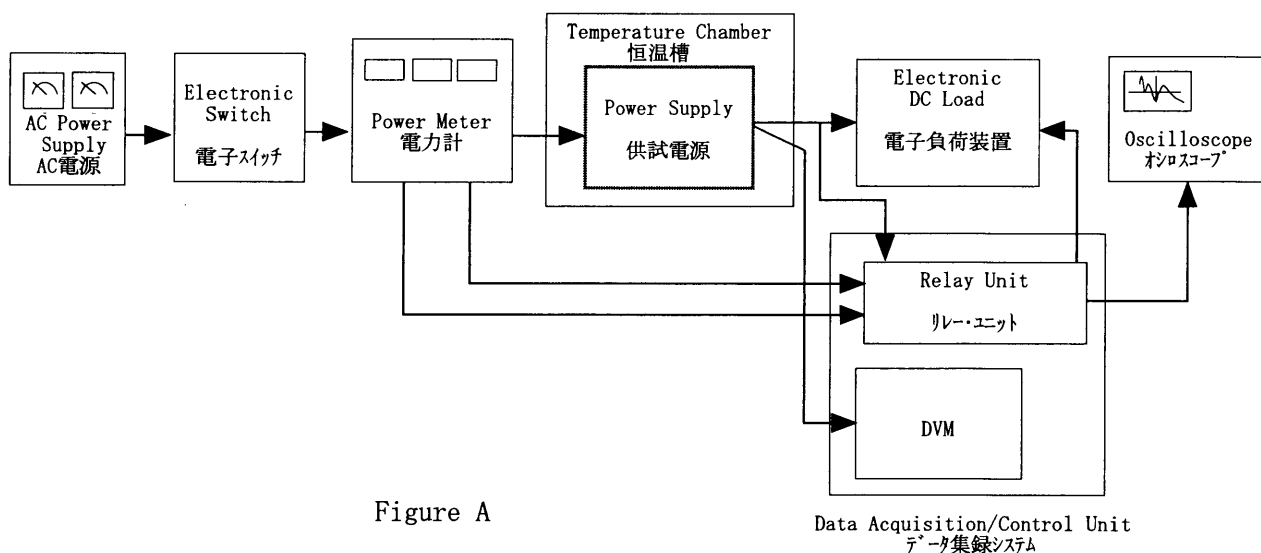 AC Power
Supply
AC電源
Electronic
Switch
電子スイッチ
Power Meter
電力計
Temperature Chamber
恒温槽
Power Supply
供試電源
Electronic
DC Load
電子負荷装置
Oscilloscope
オシロスコープ
Relay Unit
リレー・ユニット
DVM
Data Acquisition/Control Unit
データ集録システム
Figure A